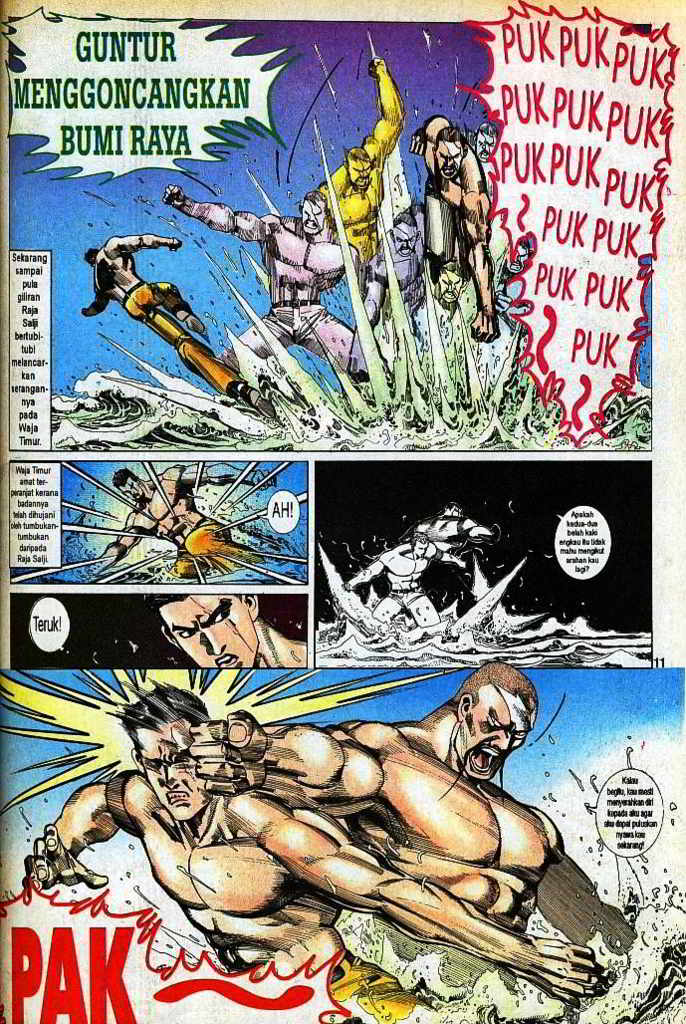 GUNTUR
MENGGONCANGKAN
BUMI RAYA
PUK PUK PUK
PUK PUK PUK
PUK PUK PUK
PUK PUK
PUK PUK
PUK
Sekarang
sampai
pula
giliran
Raja
Salji
bertubi-
tubi
melancar-
kan
serangan-
nya
pada
Waja
Timur.
Waja Timur
amat ter-
peranjat kerana
badannya
telah dihujani
oleh tumbukan-
tumbukan
daripada
Raja Salji.
AH!
Apakah
kedua-dua
belah kaki
engkau itu tidak
mahu mengikut
arahan kau
lagi?
Teruk!
11
Kalau
begitu, kau mesti
menyerahkan diri
kepada aku agar
aku dapat puluskan
nyawa kau
sekarang!
PAK